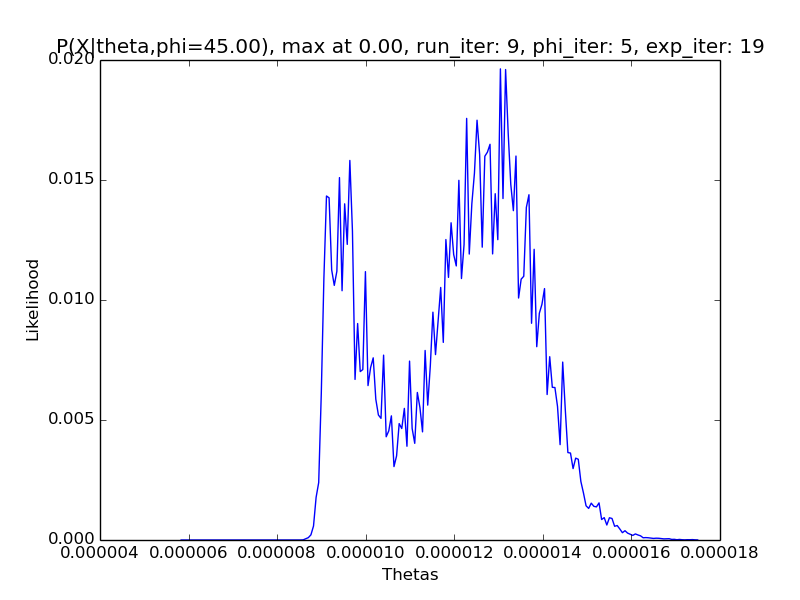 P(X|theta,phi=45.00), max at 0.00, run_iter: 9, phi_iter: 5, exp_iter: 19
0.020
0.015
0.010
0.005
0.000
Likelihood
0.000004 0.000006 0.000008 0.000010 0.000012 0.000014 0.000016 0.000018
Thetas